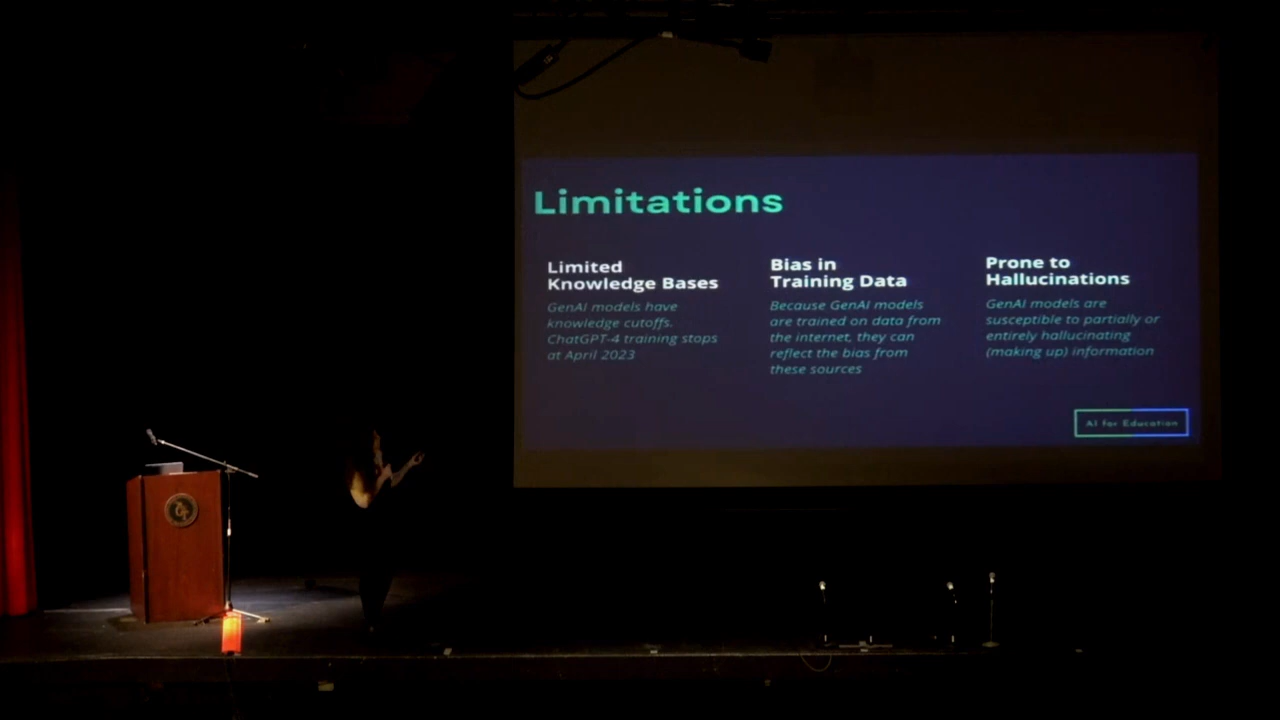 Limitations
Limited
Knowledge Bases
GenAI models have
knowledge cutoffs.
ChatGPT-4 training stops
at April 2023
Bias in
Training Data
Because GenAI models
are trained on data from
the internet, they can
reflect the bias from
these sources
Prone to
Hallucinations
GenAI models are
susceptible to partially or
entirely hallucinating
(making up) information
AI for Education